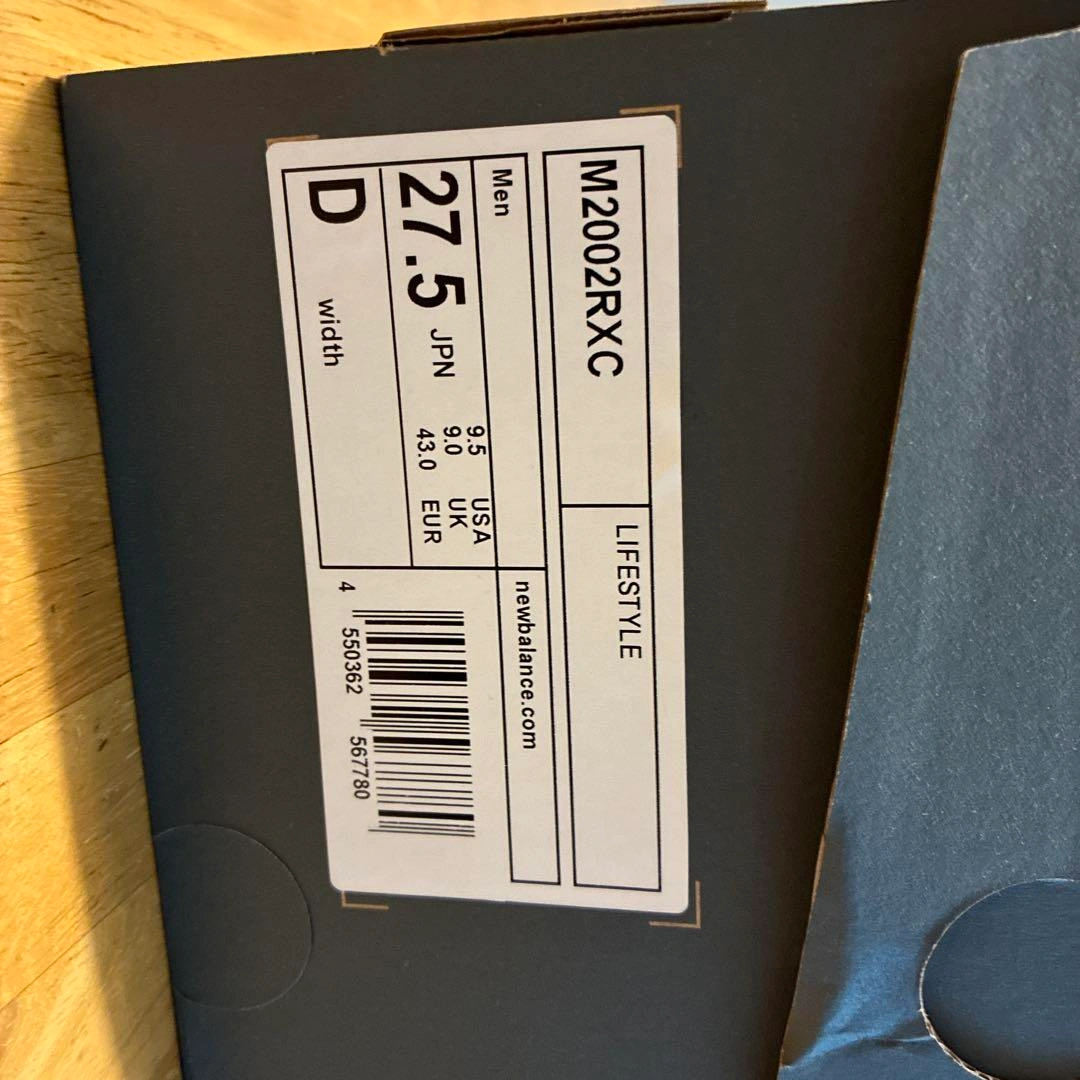 M2002RXC
LIFESTYLE
Men
newbalance.com
27.5 JPN
9.5 USA
9.0 UK
43.0 EUR
D width
4 550362 567780